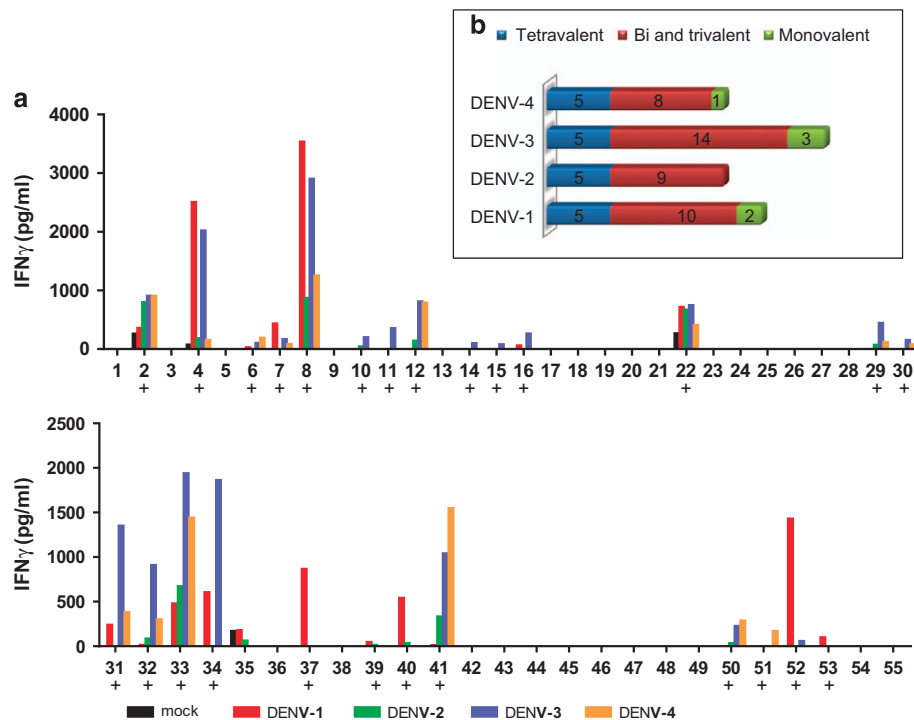 b
Tetravalent Bi and trivalent Monovalent
DENV-4 5 8 1
DENV-3 5 14 3
DENV-2 5 9
DENV-1 5 10 2
a
IFNγ (pg/ml)
4000
3000
2000
1000
0
1 2 3 4 5 6 7 8 9 10 11 12 13 14 15 16 17 18 19 20 21 22 23 24 25 26 27 28 29 30
+ + + + + + + + + + + + + +
IFNγ (pg/ml)
2500
2000
1500
1000
500
0
31 32 33 34 35 36 37 38 39 40 41 42 43 44 45 46 47 48 49 50 51 52 53 54 55
+ + + + + + + + + + + +
mock DENV-1 DENV-2 DENV-3 DENV-4